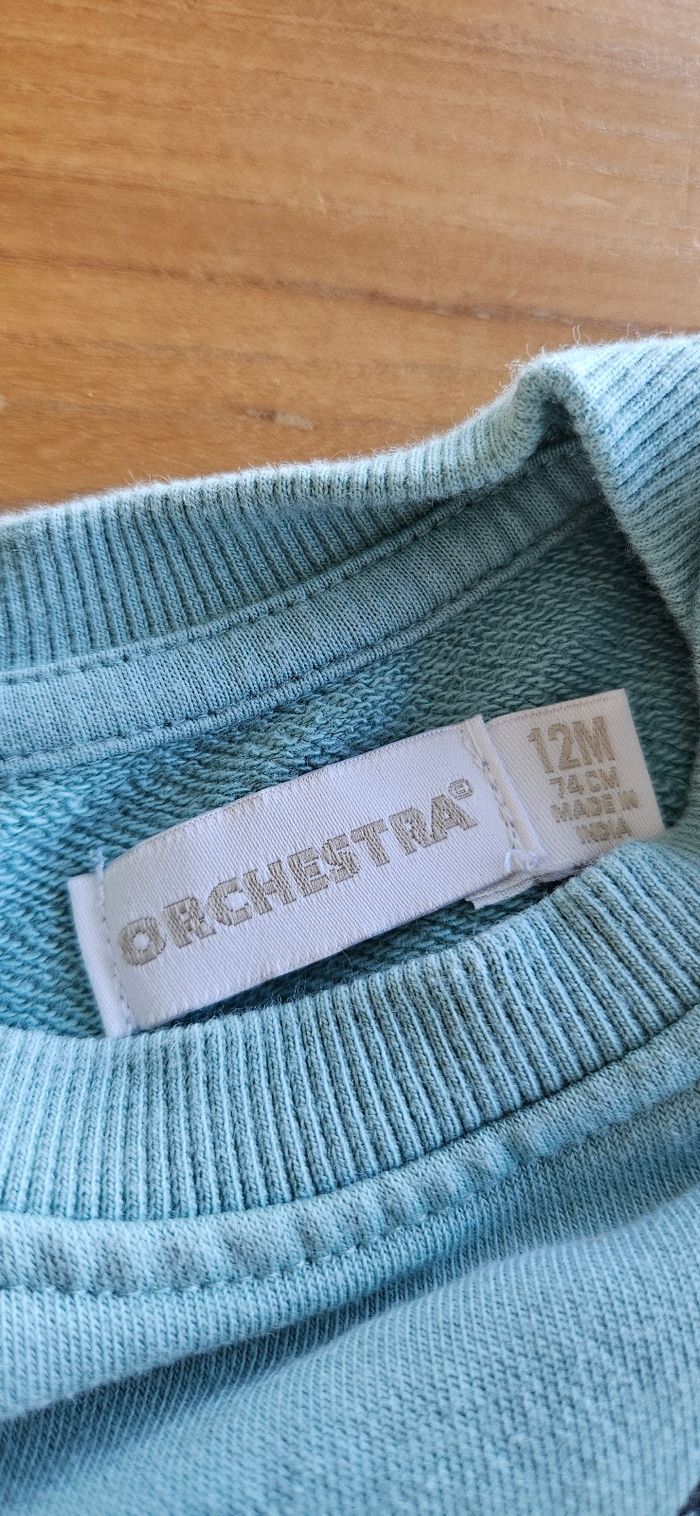 ORCHESTRA®
12M
74CM
MADE IN
INDIA